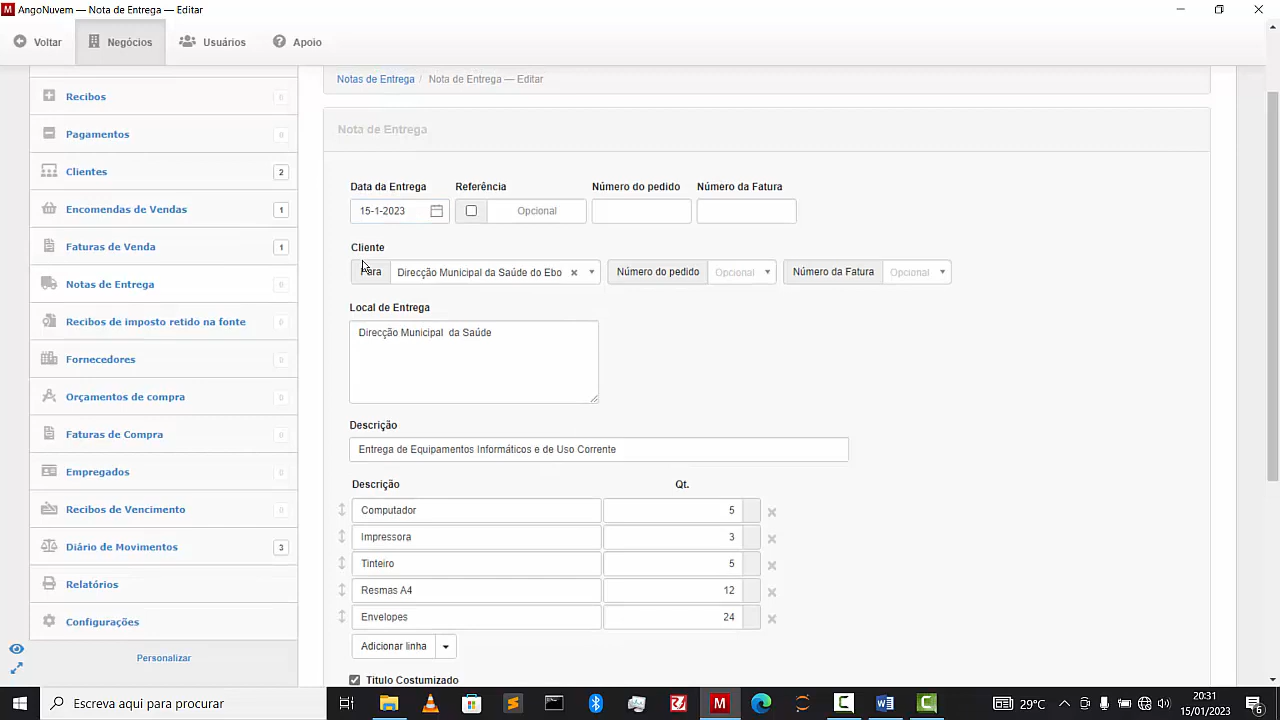 AngoNuvem — Nota de Entrega — Editar
Voltar
Negócios
Usuários
Apoio
Recibos 0
Pagamentos 0
Clientes 2
Encomendas de Vendas 1
Faturas de Venda 1
Notas de Entrega 0
Recibos de imposto retido na fonte 0
Fornecedores 0
Orçamentos de compra 0
Faturas de Compra 0
Empregados 0
Recibos de Vencimento 0
Diário de Movimentos 3
Relatórios
Configurações
Personalizar
Notas de Entrega / Nota de Entrega — Editar
Nota de Entrega
Data da Entrega Referência Número do pedido Número da Fatura
15-1-2023 Opcional
Cliente
Para Direcção Municipal da Saúde do Ebo Número do pedido Opcional Número da Fatura Opcional
Local de Entrega
Direcção Municipal da Saúde
Descrição
Entrega de Equipamentos Informáticos e de Uso Corrente
Descrição Qt.
Computador 5
Impressora 3
Tinteiro 5
Resmas A4 12
Envelopes 24
Adicionar linha
Título Costumizado
Escreva aqui para procurar
29°C
20:31
15/01/2023
6